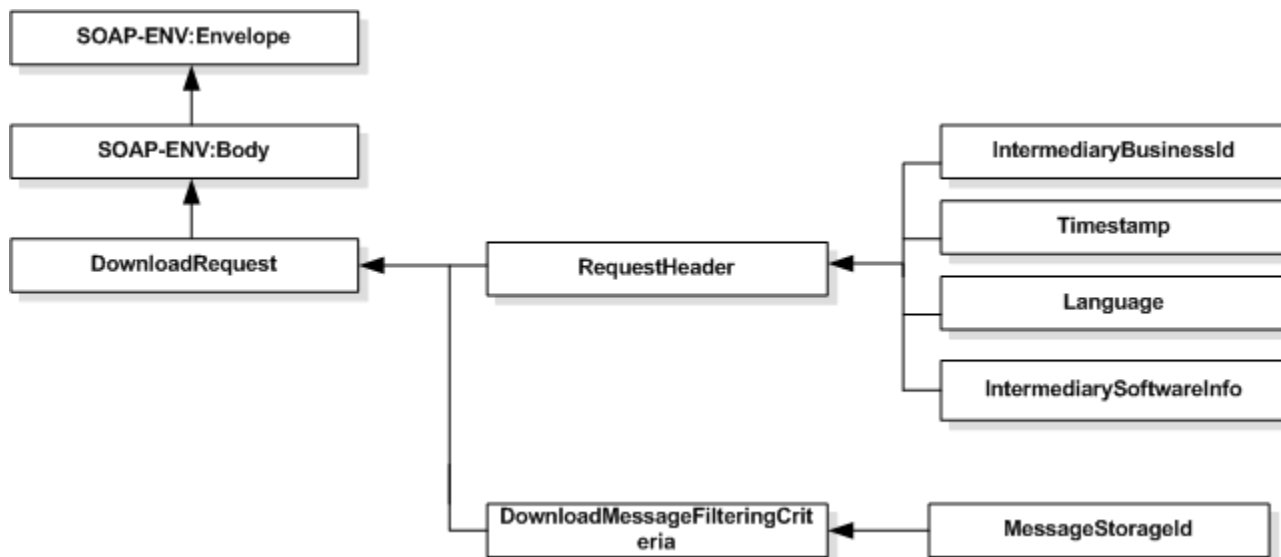 SOAP-ENV:Envelope
SOAP-ENV:Body
DownloadRequest
RequestHeader
IntermediaryBusinessId
Timestamp
Language
IntermediarySoftwareInfo
DownloadMessageFilteringCrit
eria
MessageStorageId